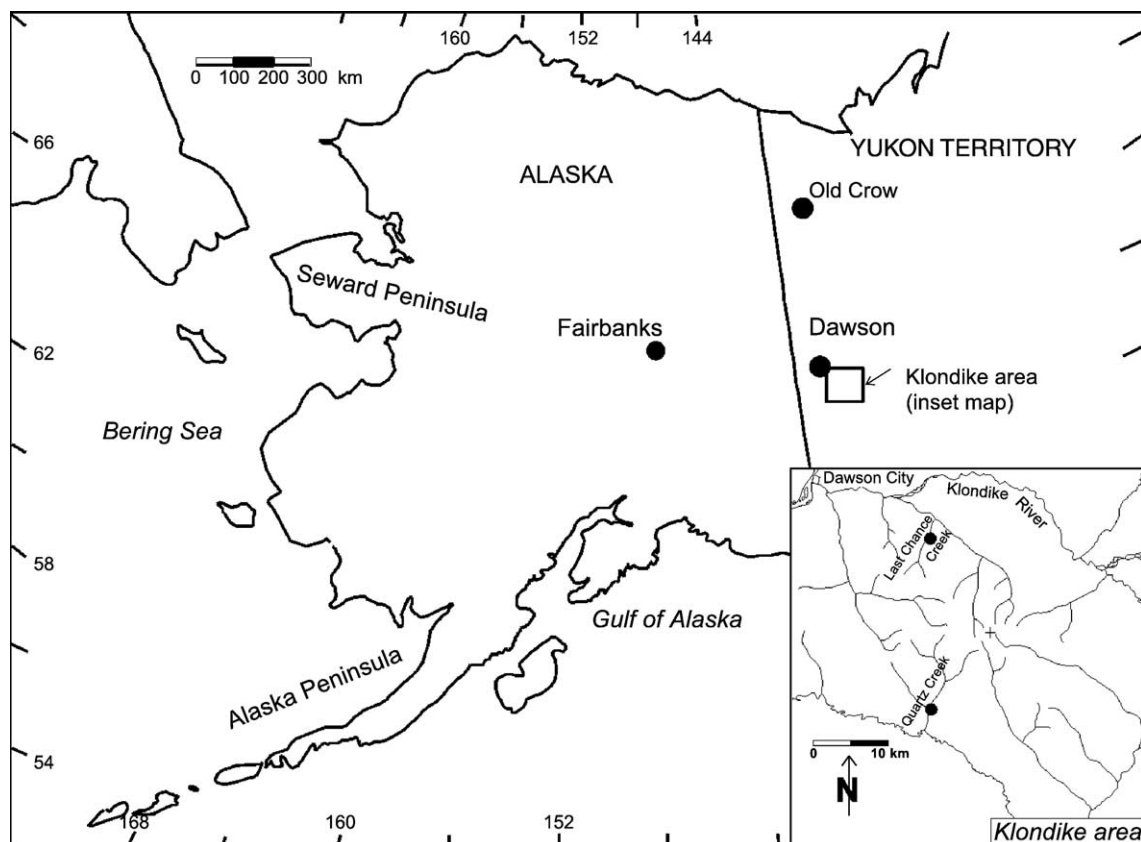 160
152
144
0 100 200 300 km
66
YUKON TERRITORY
ALASKA
Old Crow
Seward Peninsula
Fairbanks
Dawson
62
Klondike area
(inset map)
Bering Sea
Dawson City
Klondike
River
Last Chance
Creek
58
Gulf of Alaska
Alaska Peninsula
Quartz Creek
0 10 km
N
54
168
160
152
Klondike area